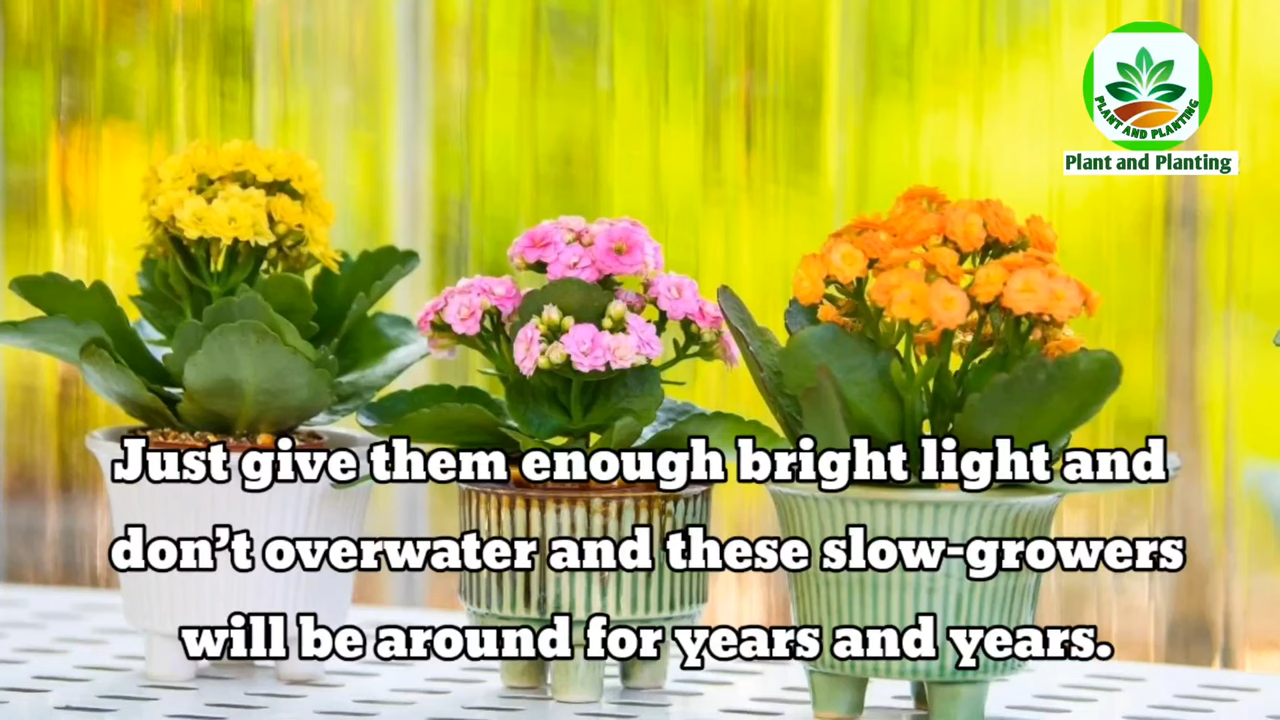 PLANT AND PLANTING
Plant and Planting
Just give them enough bright light and
don’t overwater and these slow-growers
will be around for years and years.